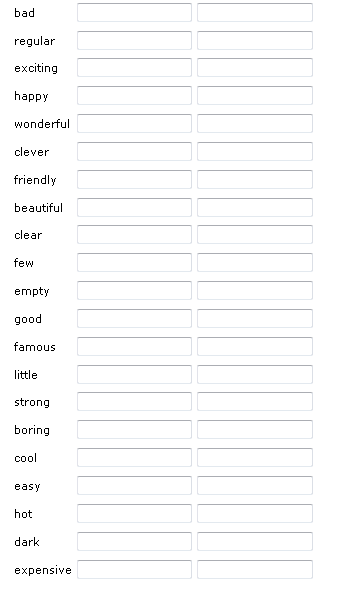 bad
regular
exciting
happy
wonderful
clever
friendly
beautiful
clear
few
empty
good
famous
little
strong
boring
cool
easy
hot
dark
expensive